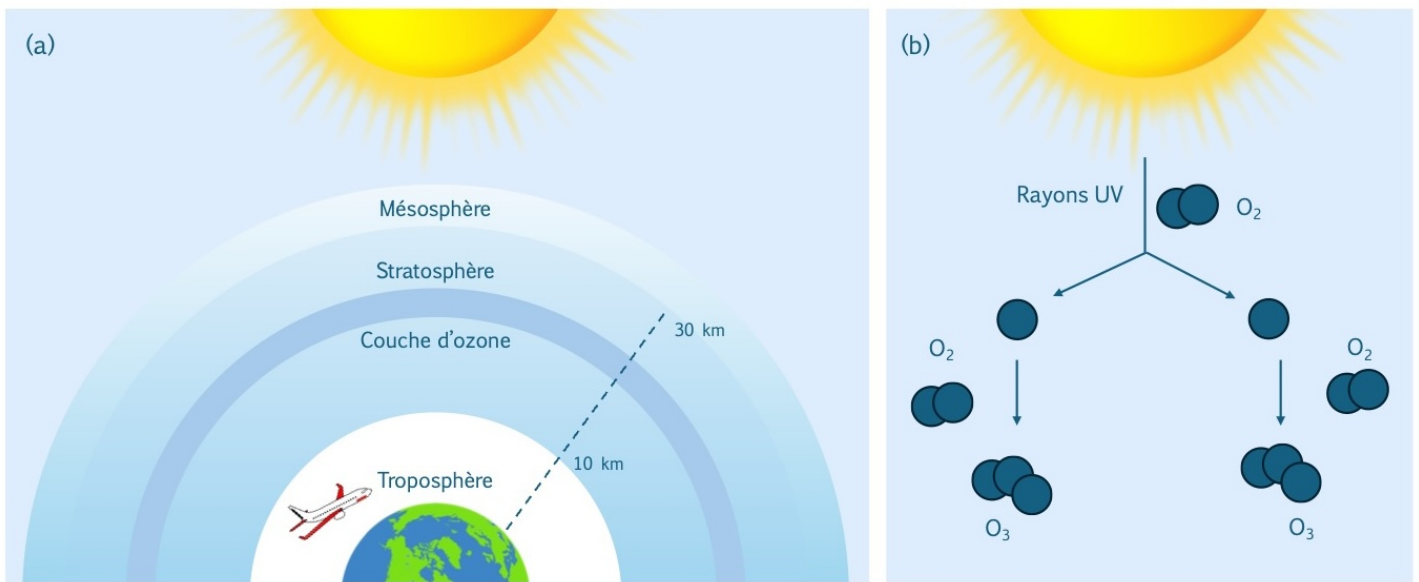 (a)
Mésosphère
Stratosphère
Couche d'ozone
30 km
10 km
Troposphère
(b)
Rayons UV
O₂
O₂
O₂
O₃
O₃